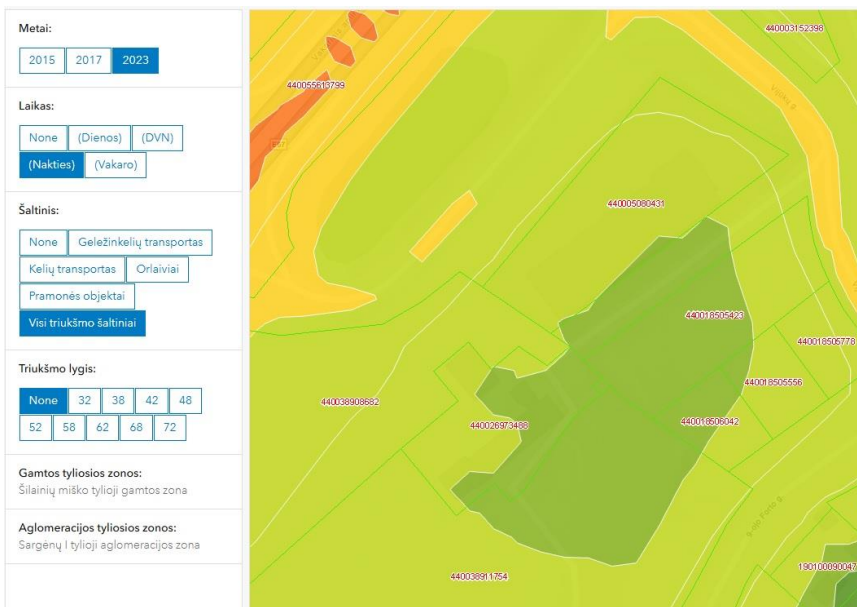 Metai:
2015 2017 2023
Laikas:
None (Dienos) (DVN)
(Nakties) (Vakaro)
Šaltinis:
None Geležinkelių transportas
Kelių transportas Orlaiviai
Pramonės objektai
Visi triukšmo šaltiniai
Triukšmo lygis:
None 32 38 42 48
52 58 62 68 72
Gamtos tyliosios zonos:
Šilainių miško tylioji gamtos zona
Aglomeracijos tyliosios zonos:
Sargėnų I tylioji aglomeracijos zona
440003152398
440055613799
440005080431
440018505423
440018505778
440018505556
440038908682
440026973488
440018506042
440038911754
190100090047